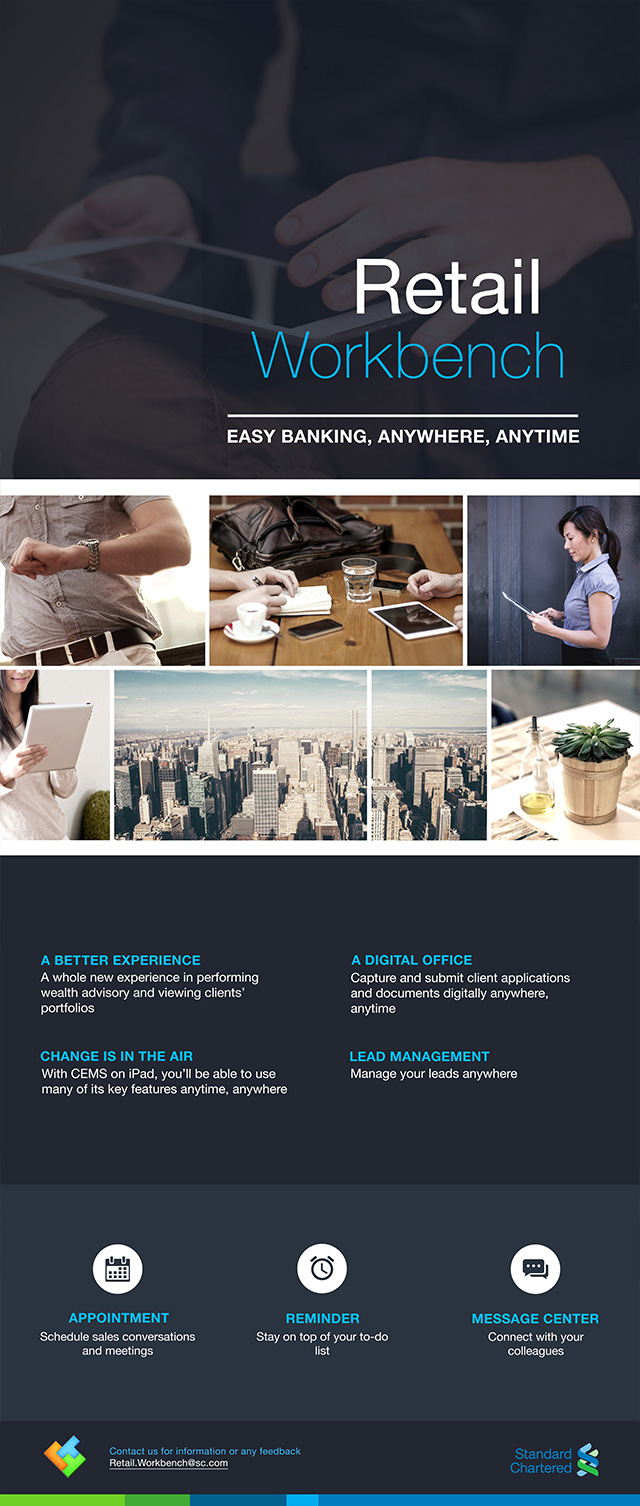 Retail
Workbench
EASY BANKING, ANYWHERE, ANYTIME
A BETTER EXPERIENCE
A whole new experience in performing
wealth advisory and viewing clients’
portfolios
A DIGITAL OFFICE
Capture and submit client applications
and documents digitally anywhere,
anytime
CHANGE IS IN THE AIR
With CEMS on iPad, you’ll be able to use
many of its key features anytime, anywhere
LEAD MANAGEMENT
Manage your leads anywhere
APPOINTMENT
Schedule sales conversations
and meetings
REMINDER
Stay on top of your to-do
list
MESSAGE CENTER
Connect with your
colleagues
Contact us for information or any feedback
Retail.Workbench@sc.com
Standard
Chartered